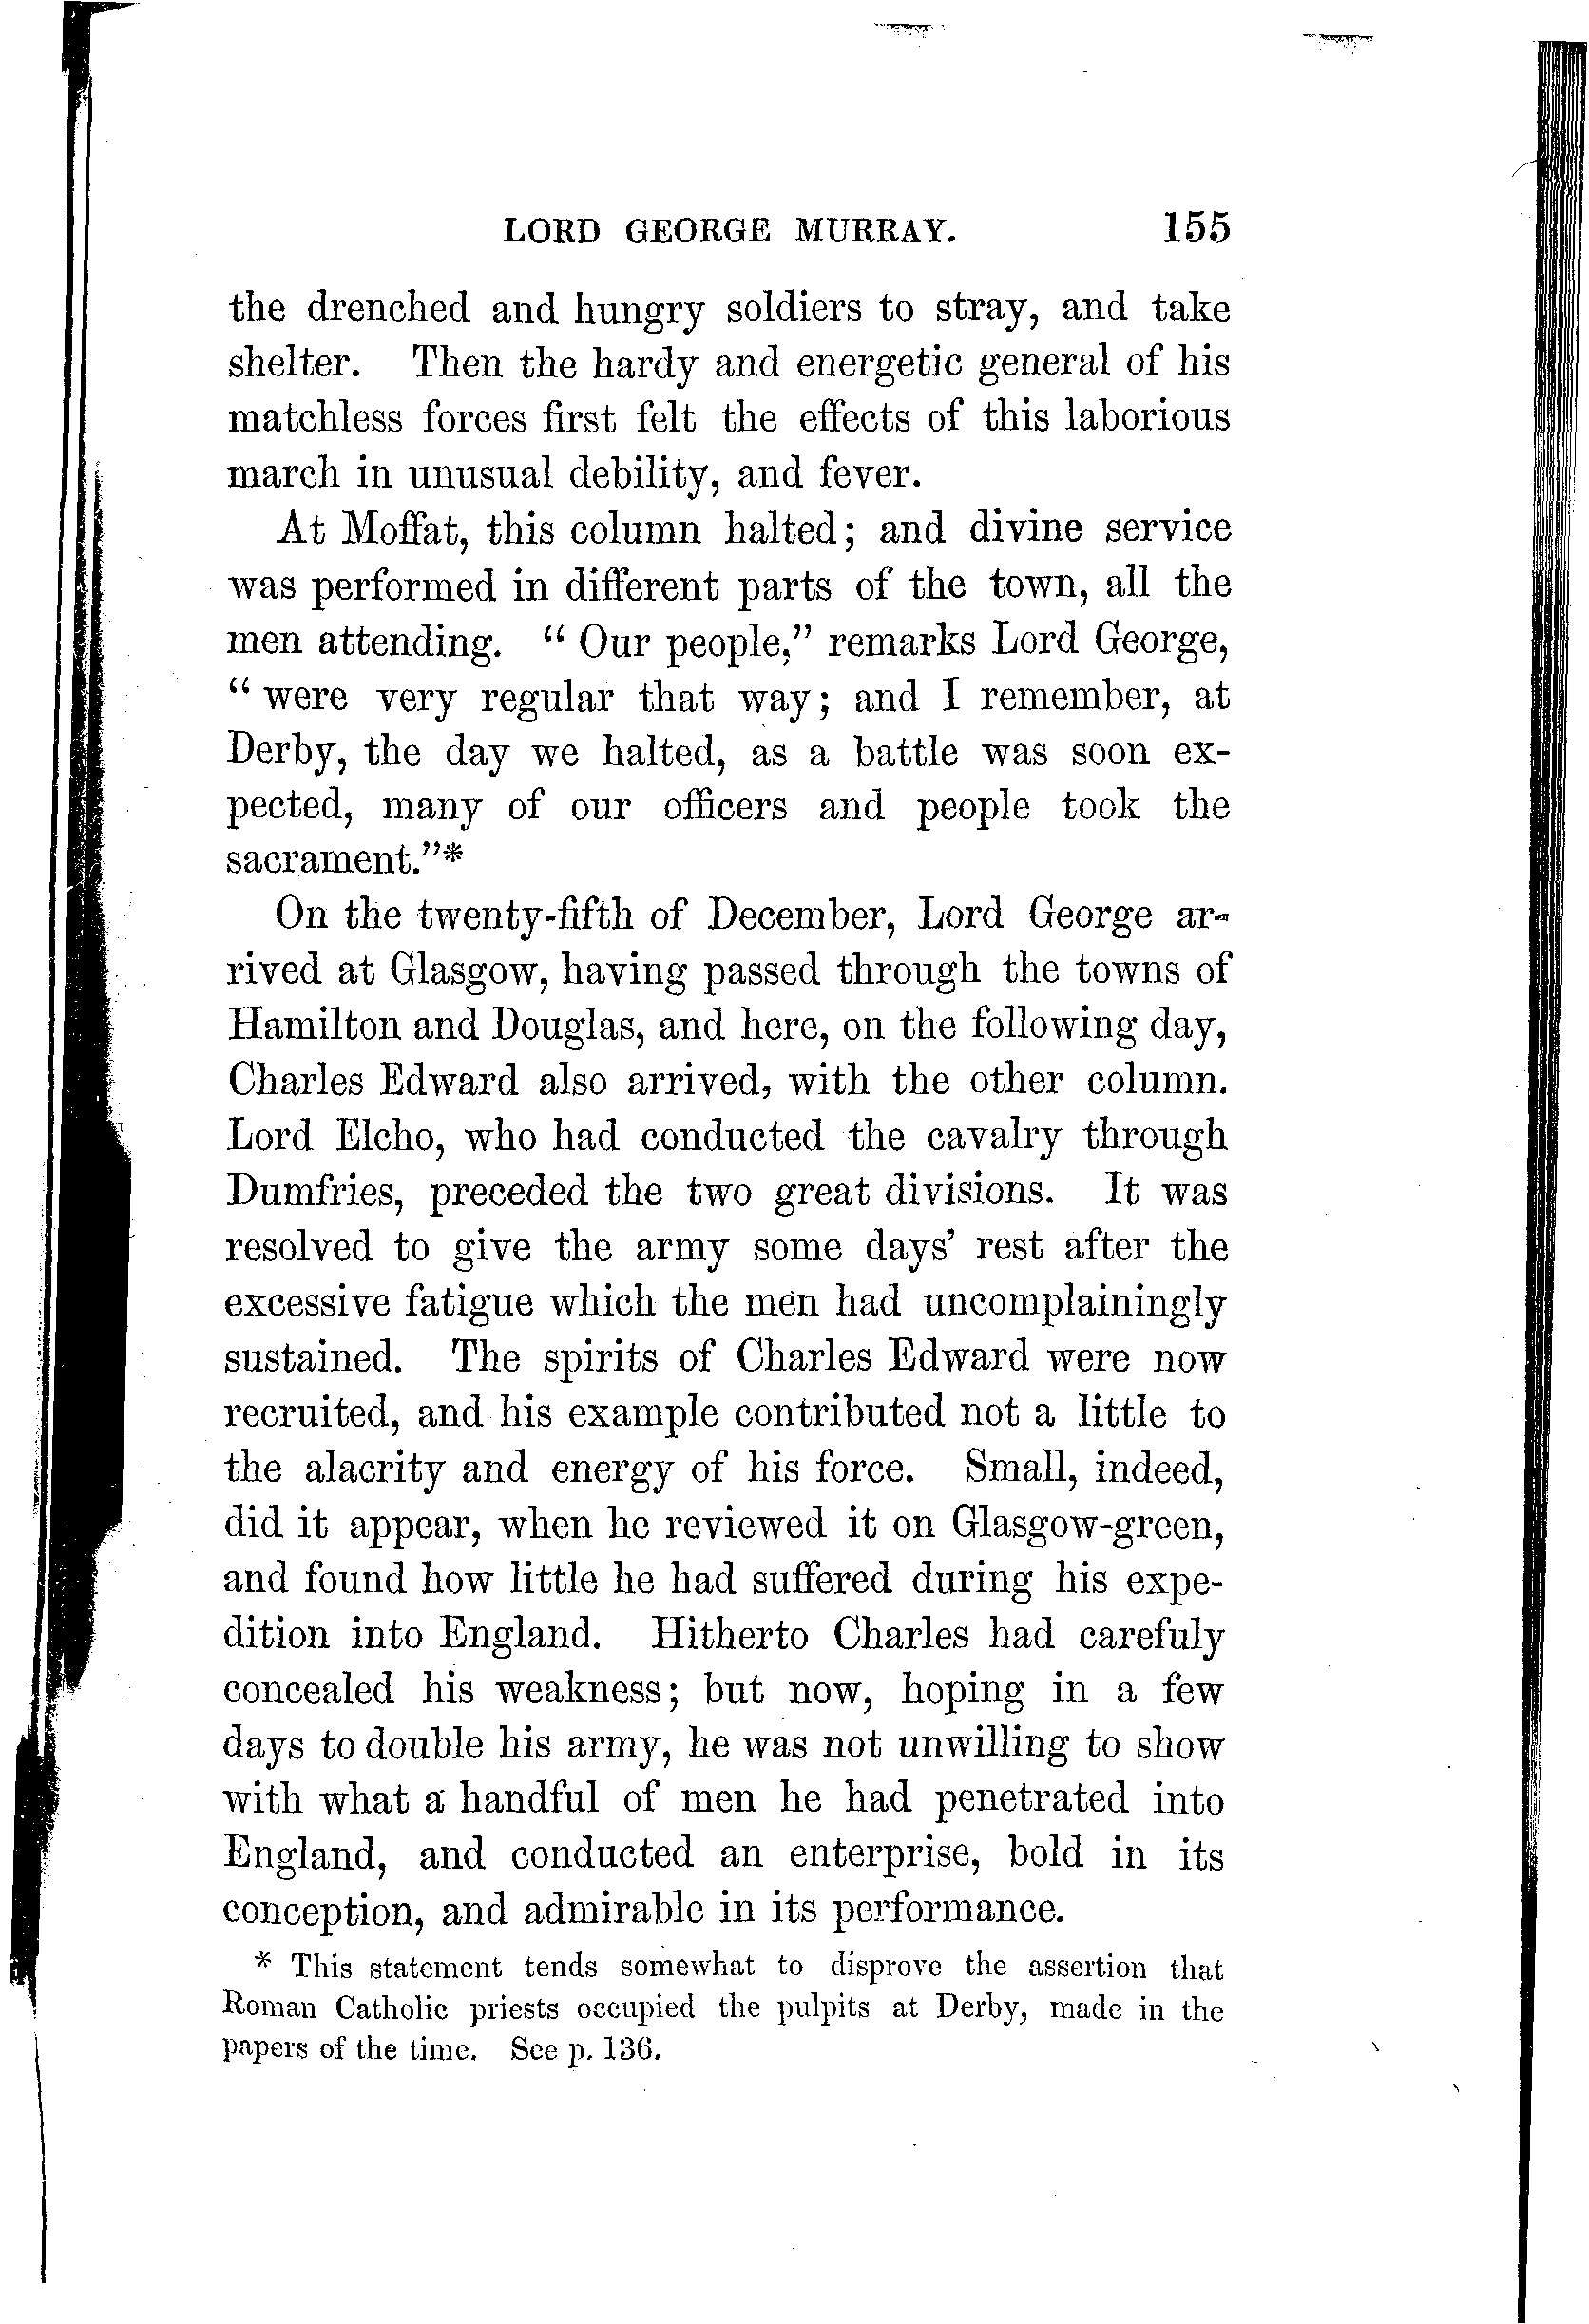 LORD GEORGE MURRAY. 155
the drenched and hungry soldiers to stray, and take
shelter. Then the hardy and energetic general of his
matchless forces first felt the effects of this laborious
march in unusual debility, and fever.
At Moffat, this column halted; and divine service
was performed in different parts of the town, all the
men attending. “ Our people,” remarks Lord George,
“ were very regular that way; and I remember, at
Derby, the day we halted, as a battle was soon ex-
pected, many of our officers and people took the
sacrament.”*
On the twenty-fifth of December, Lord George ar-
rived at Glasgow, having passed through the towns of
Hamilton and Douglas, and here, on the following day,
Charles Edward also arrived, with the other column.
Lord Elcho, who had conducted the cavalry through
Dumfries, preceded the two great divisions. It was
resolved to give the army some days’ rest after the
excessive fatigue which the men had uncomplainingly
sustained. The spirits of Charles Edward were now
recruited, and his example contributed not a little to
the alacrity and energy of his force. Small, indeed,
did it appear, when he reviewed it on Glasgow-green,
and found how little he had suffered during his expe-
dition into England. Hitherto Charles had carefuly
concealed his weakness; but now, hoping in a few
days to double his army, he was not unwilling to show
with what a handful of men he had penetrated into
England, and conducted an enterprise, bold in its
conception, and admirable in its performance.
* This statement tends somewhat to disprove the assertion that
Roman Catholic priests occupied the pulpits at Derby, made in the
papers of the time. See p. 136.